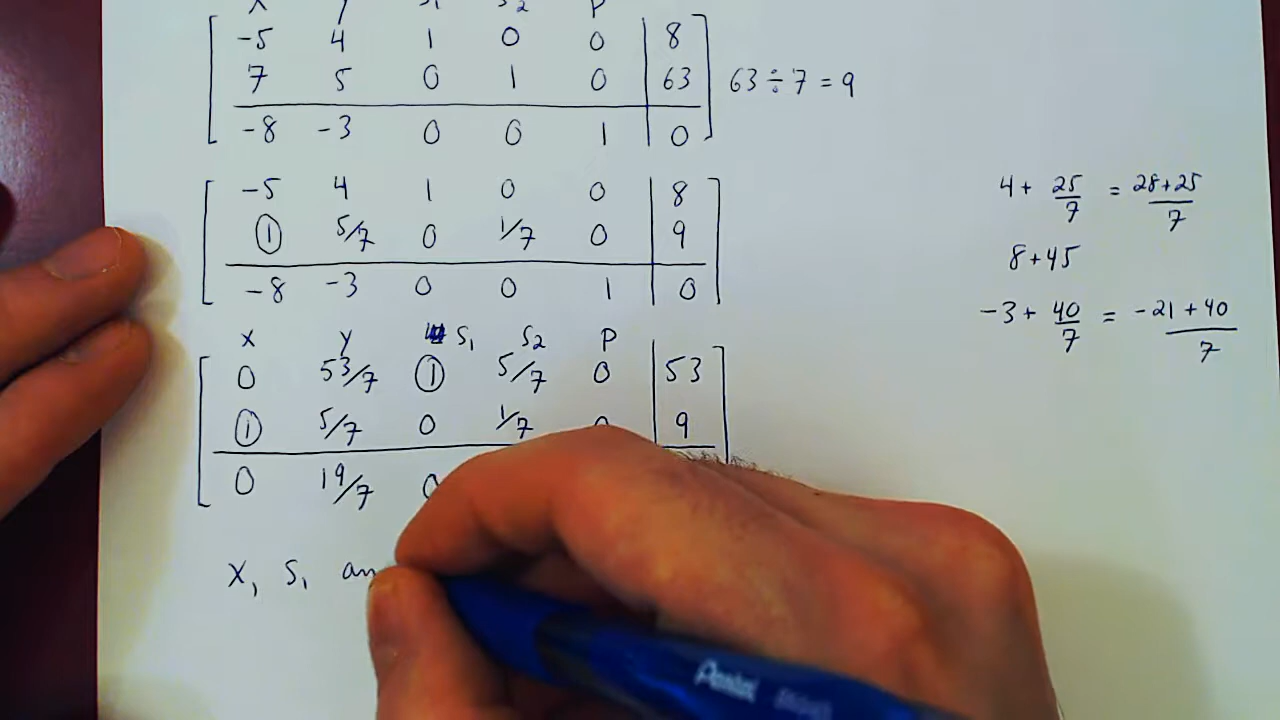 x y S1 S2 P
-5 4 1 0 0 8
7 5 0 1 0 63 63 ÷ 7 = 9
-8 -3 0 0 1 0
-5 4 1 0 0 8
1 5/7 0 1/7 0 9
-8 -3 0 0 1 0
x y S1 S2 P
0 53/7 1 5/7 0 53
1 5/7 0 1/7 0 9
0 19/7 0
x, S1 an
4 + 25/7 = 28+25/7
8+45
-3 + 40/7 = -21+40/7
Pentel